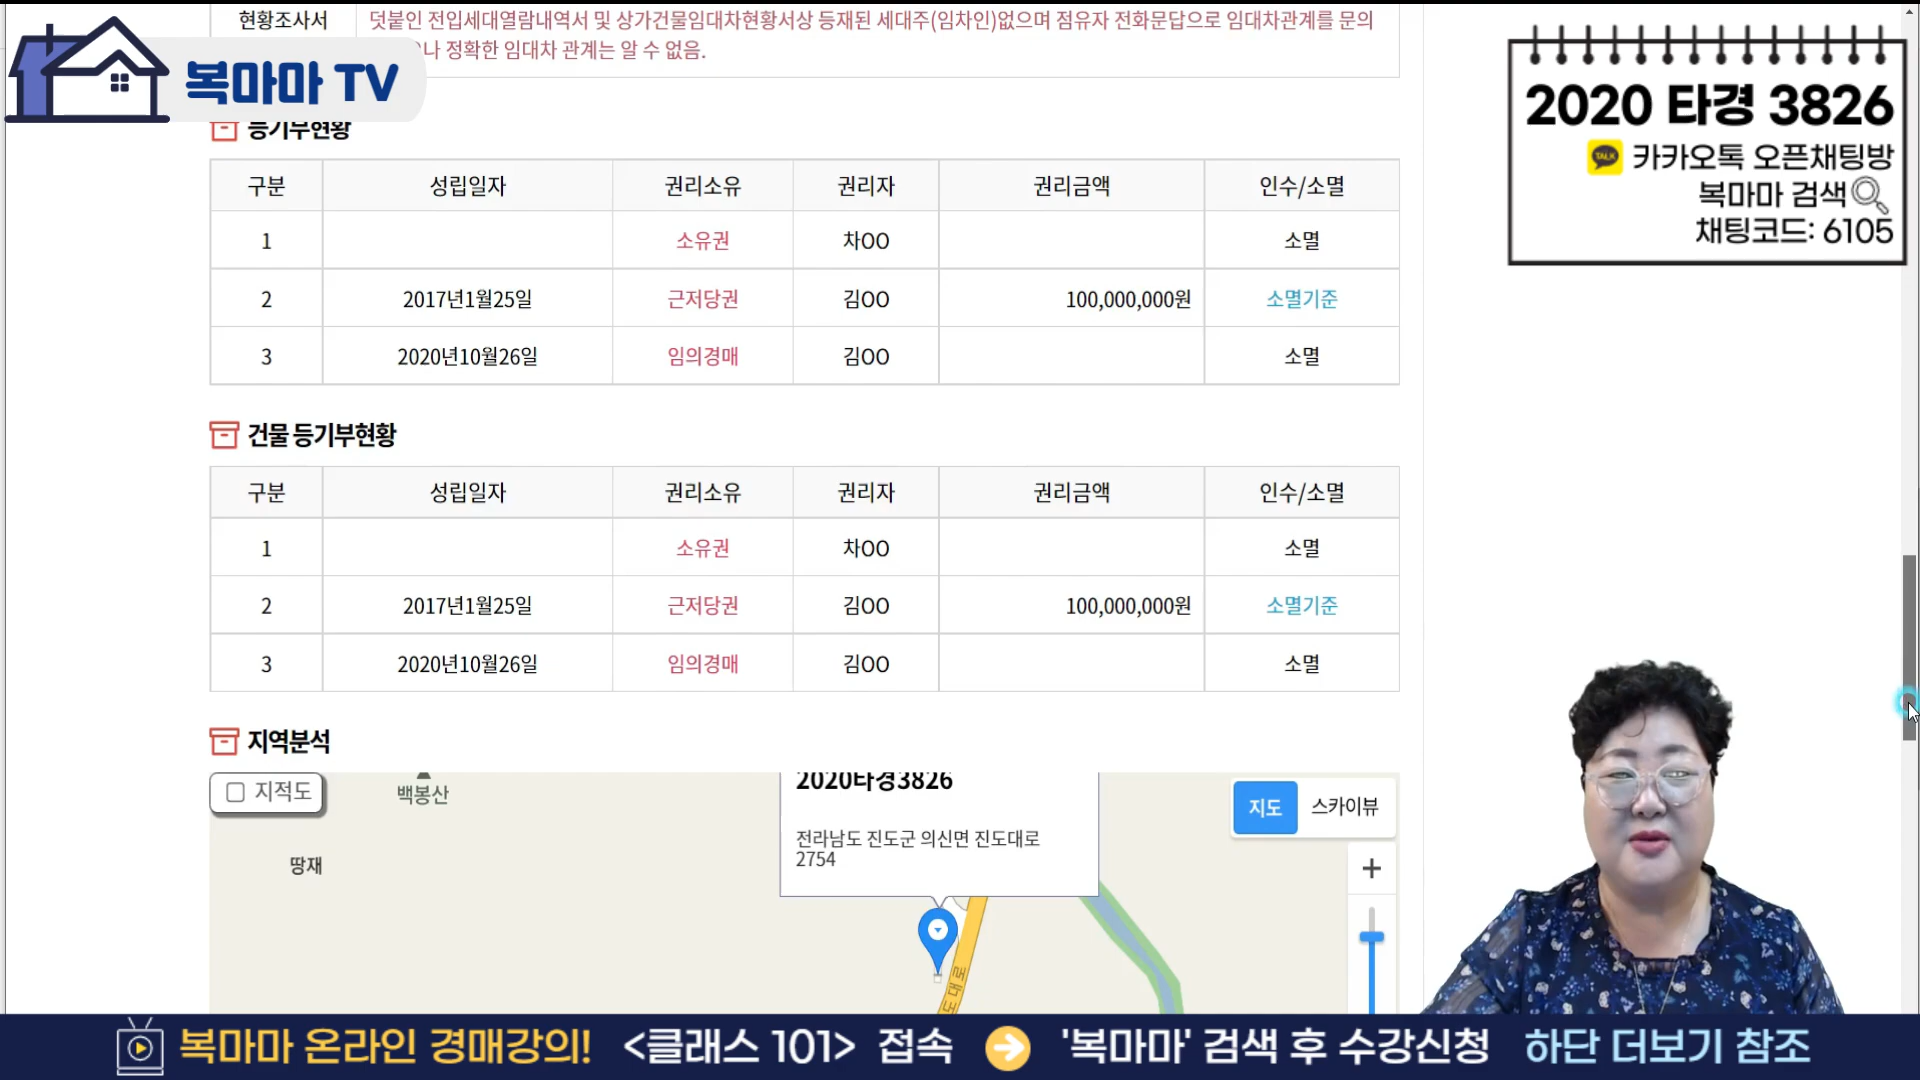 현황조사서
덧붙인 전입세대열람내역서 및 상가건물임대차현황서상 등재된 세대주(임차인)없으며 점유자 전화문답으로 임대차관계를 문의
나 정확한 임대차 관계는 알 수 없음.
복마마 TV
2020 타경 3826
TALK 카카오톡 오픈채팅방
복마마 검색
채팅코드: 6105
등기부현황
구분 성립일자 권리소유 권리자 권리금액 인수/소멸
1 소유권 차OO 소멸
2 2017년1월25일 근저당권 김OO 100,000,000원 소멸기준
3 2020년10월26일 임의경매 김OO 소멸
건물 등기부현황
구분 성립일자 권리소유 권리자 권리금액 인수/소멸
1 소유권 차OO 소멸
2 2017년1월25일 근저당권 김OO 100,000,000원 소멸기준
3 2020년10월26일 임의경매 김OO 소멸
지역분석
지적도
백봉산
땅재
2020타경3826
전라남도 진도군 의신면 진도대로
2754
지도 스카이뷰
도대로
복마마 온라인 경매강의! <클래스 101> 접속 '복마마' 검색 후 수강신청 하단 더보기 참조